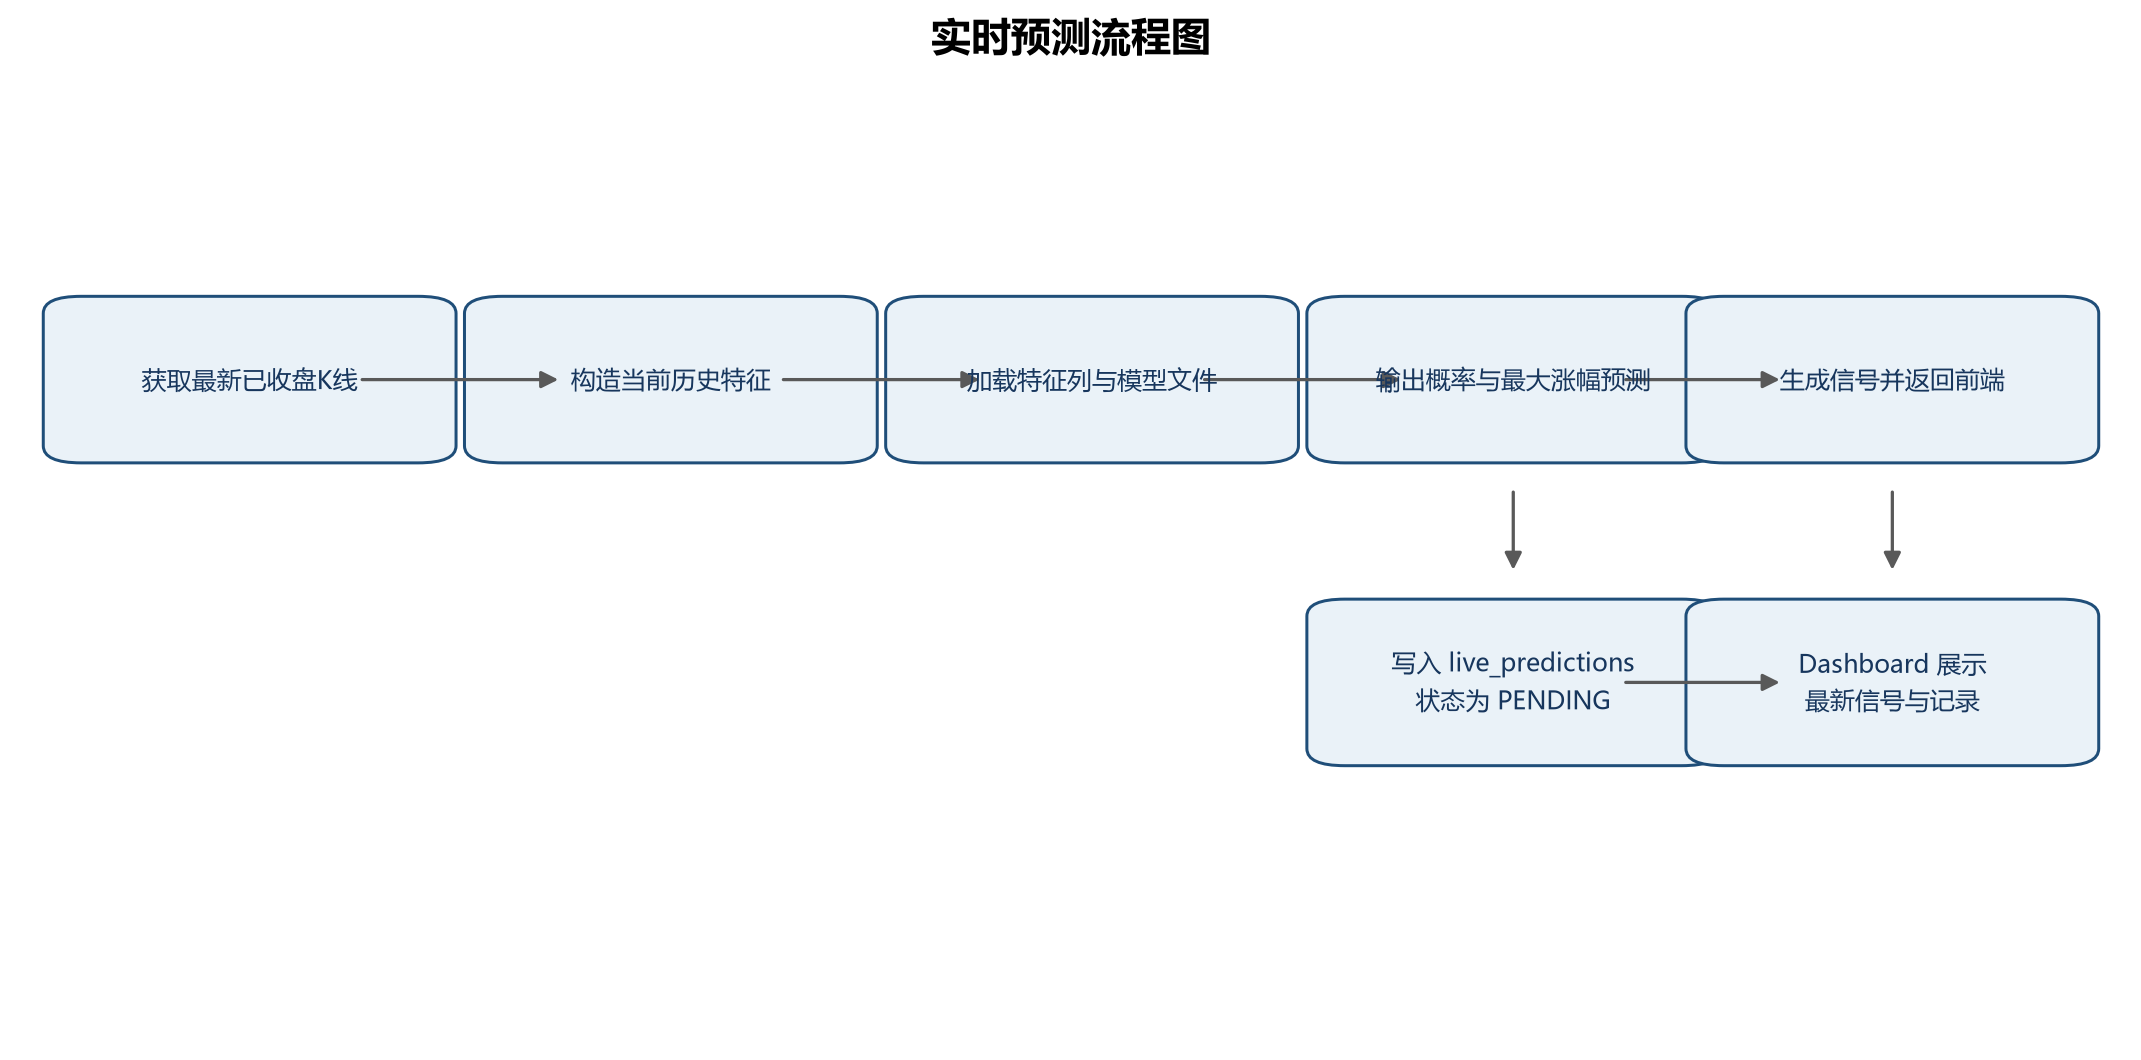 实时预测流程图
获取最新已收盘K线
构造当前历史特征
加载特征列与模型文件
输出概率与最大涨幅预测
生成信号并返回前端
写入 live_predictions
状态为 PENDING
Dashboard 展示
最新信号与记录